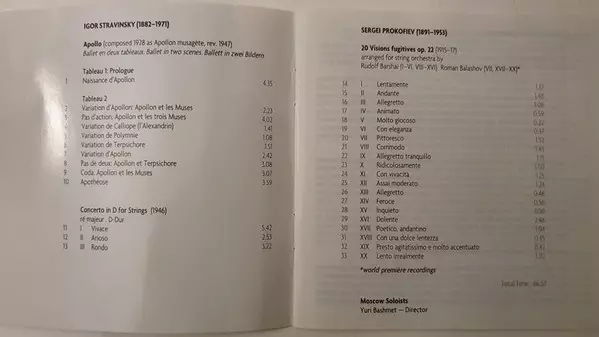 IGOR STRAVINSKY (1882–1971)
Apollo (composed 1928 as Apollon musagète, rev. 1947)
Ballet en deux tableaux. Ballet in two scenes. Ballett in zwei Bildern
Tableau 1: Prologue
1 Naissance d'Apollon 4.35
Tableau 2
2 Variation d'Apollon: Apollon et les Muses 2.23
3 Pas d'action: Apollon et les trois Muses 4.02
4 Variation de Calliope (l'Alexandrin) 1.41
5 Variation de Polymnie 1.08
6 Variation de Terpsichore 1.51
7 Variation d'Apollon 2.42
8 Pas de deux: Apollon et Terpsichore 3.08
9 Coda: Apollon et les Muses 3.07
10 Apothéose 3.59
Concerto in D for Strings (1946)
ré-majeur . D-Dur
11 I Vivace 5.42
12 II Arioso 2.53
13 III Rondo 3.22
SERGEI PROKOFIEV (1891–1953)
20 Visions fugitives op. 22 (1915–17)
arranged for string orchestra by
Rudolf Barshai (I–VI, VIII–XVI) Roman Balashov (VII, XVII–XX)*
14 I Lentamente
15 II Andante
16 III Allegretto
17 IV Animato
18 V Molto giocoso
19 VI Con eleganza
20 VII Pittoresco
21 VIII Commodo
22 IX Allegretto tranquillo
23 X Ridicolosamente
24 XI Con vivacità
25 XII Assai moderato
26 XIII Allegretto
27 XIV Feroce
28 XV Inquieto
29 XVI Dolente
30 XVII Poetico, andantino
31 XVIII Con una dolce lentezza
32 XIX Presto agitatissimo e molto accentuato
33 XX Lento irrealmente
*world première recordings
Total Time
Moscow Soloists
Yuri Bashmet — Director